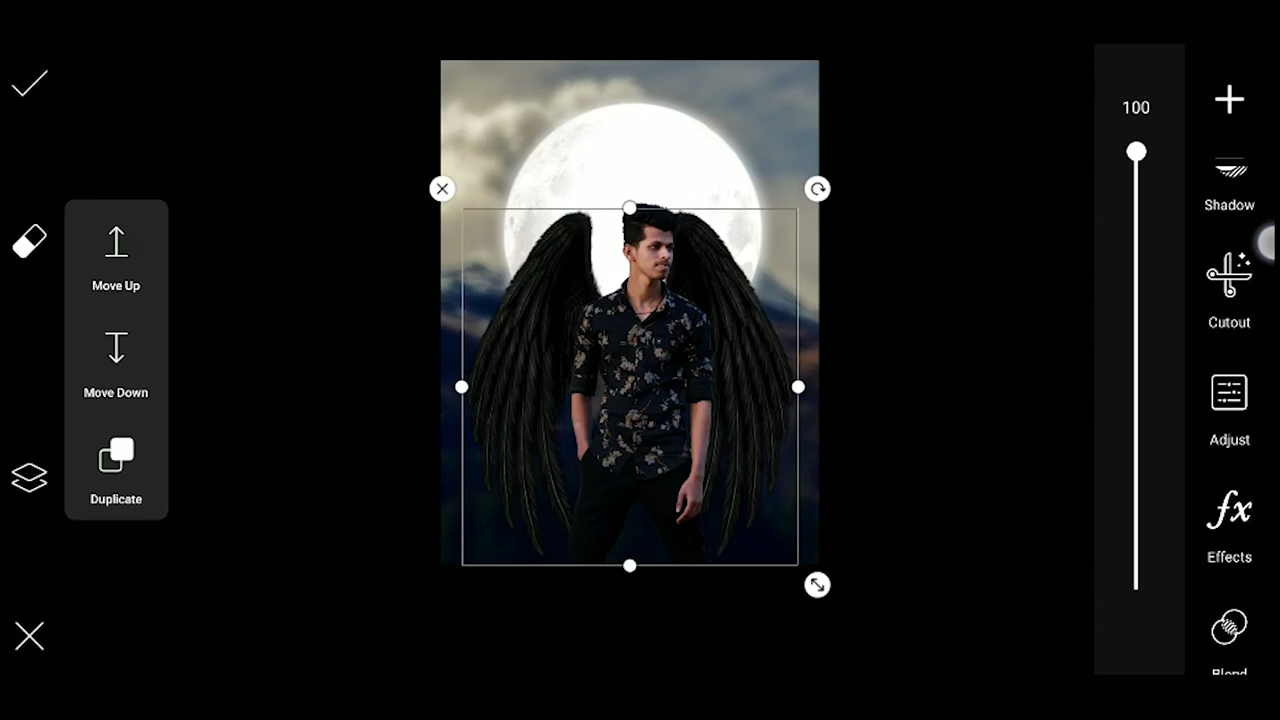 Move Up
Move Down
Duplicate
100
Shadow
Cutout
Adjust
fx
Effects